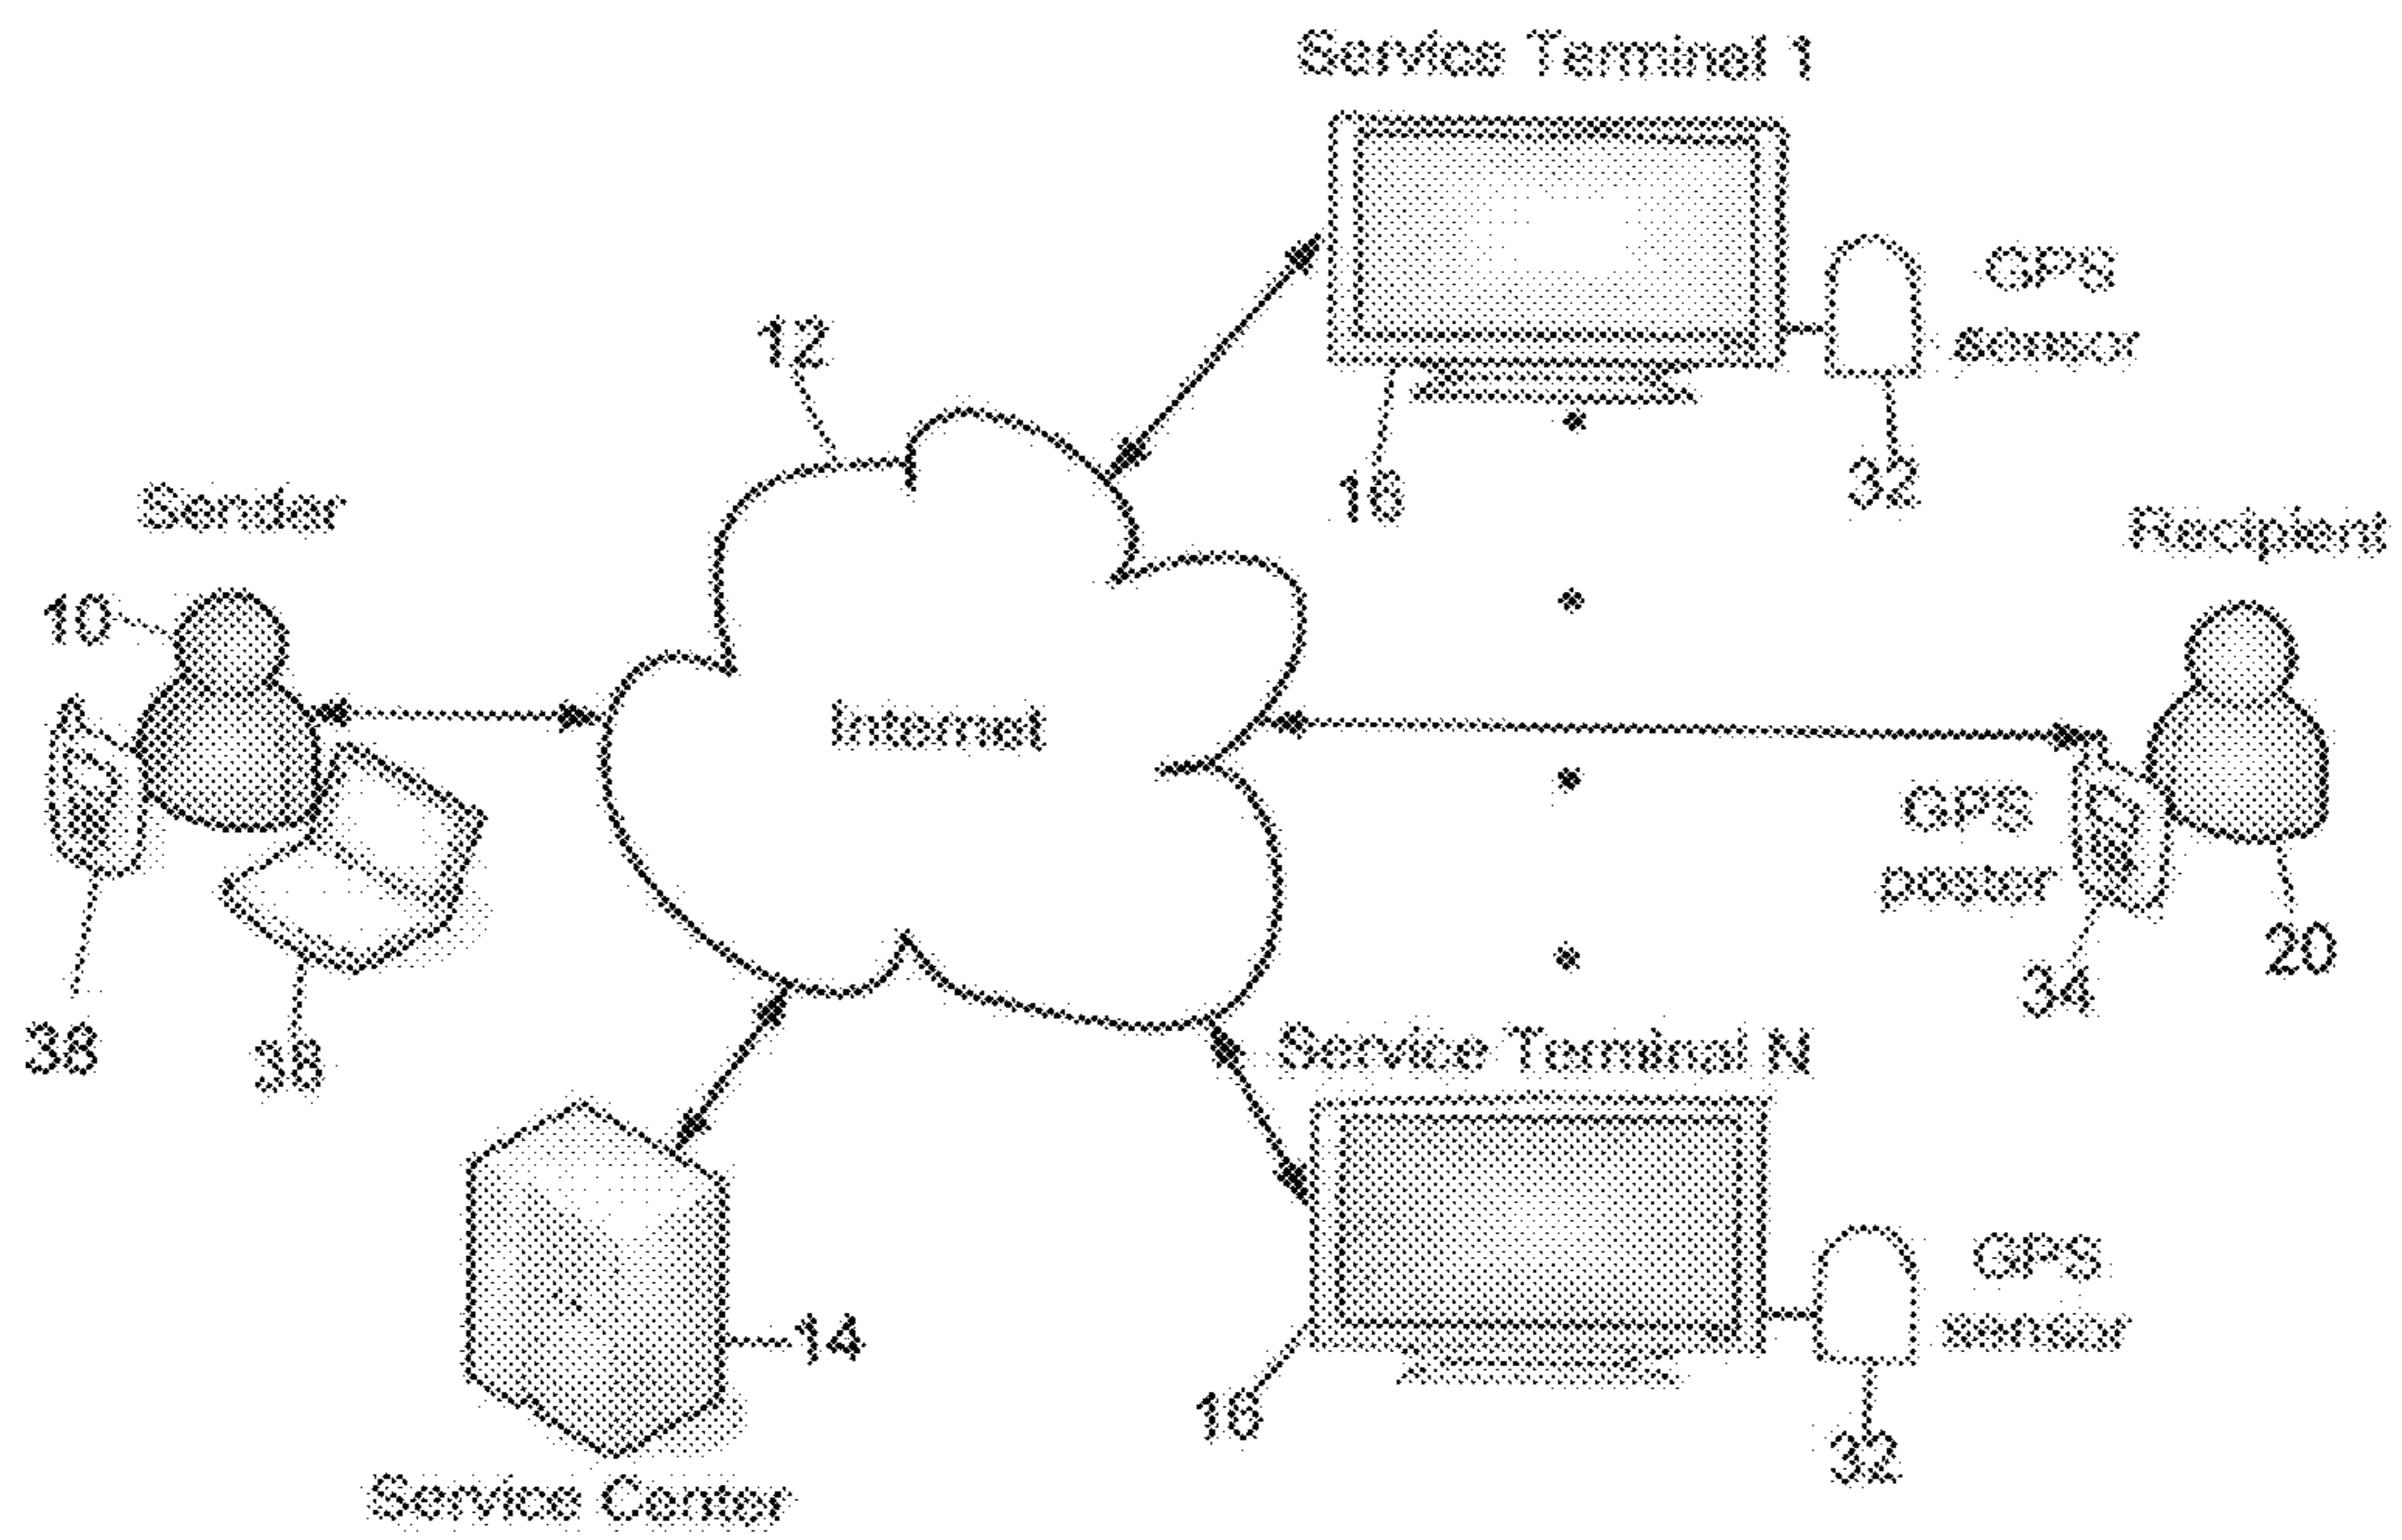 Service Terminal 1
GPS
sensor
12
16
32
Sender
Recipient
10
Internet
GPS
poster
20
34
38
38
Service Terminal N
GPS
sensor
14
16
32
Service Center